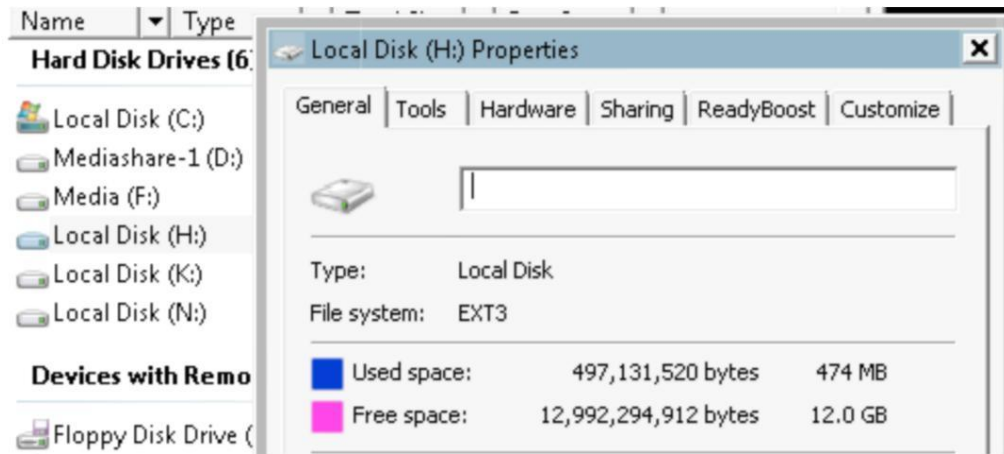 Name Type
Hard Disk Drives (6
Local Disk (C:)
Mediashare-1 (D:)
Media (F:)
Local Disk (H:)
Local Disk (K:)
Local Disk (N:)
Devices with Remo
Floppy Disk Drive (
Local Disk (H:) Properties
General Tools Hardware Sharing ReadyBoost Customize
Type: Local Disk
File system: EXT3
Used space: 497,131,520 bytes 474 MB
Free space: 12,992,294,912 bytes 12.0 GB